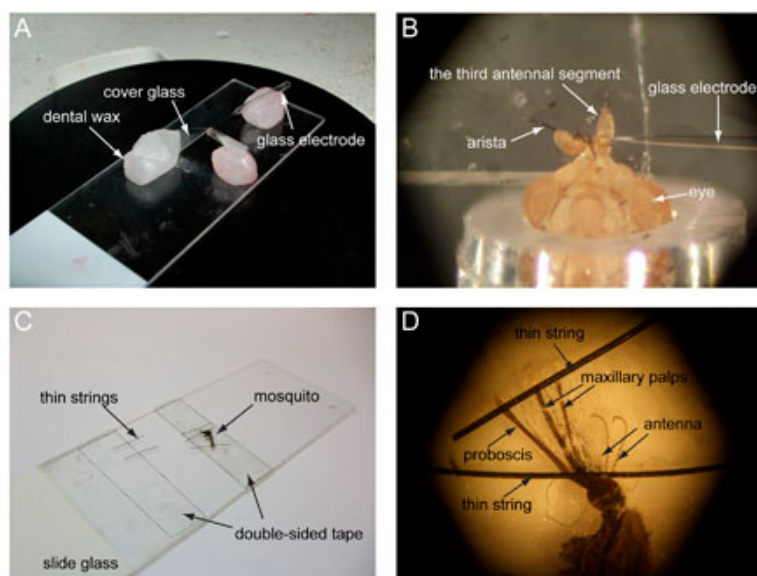 A
cover glass
dental wax
glass electrode
B
the third antennal segment
glass electrode
arista
eye
C
thin strings
mosquito
double-sided tape
slide glass
D
thin string
maxillary palps
antenna
proboscis
thin string